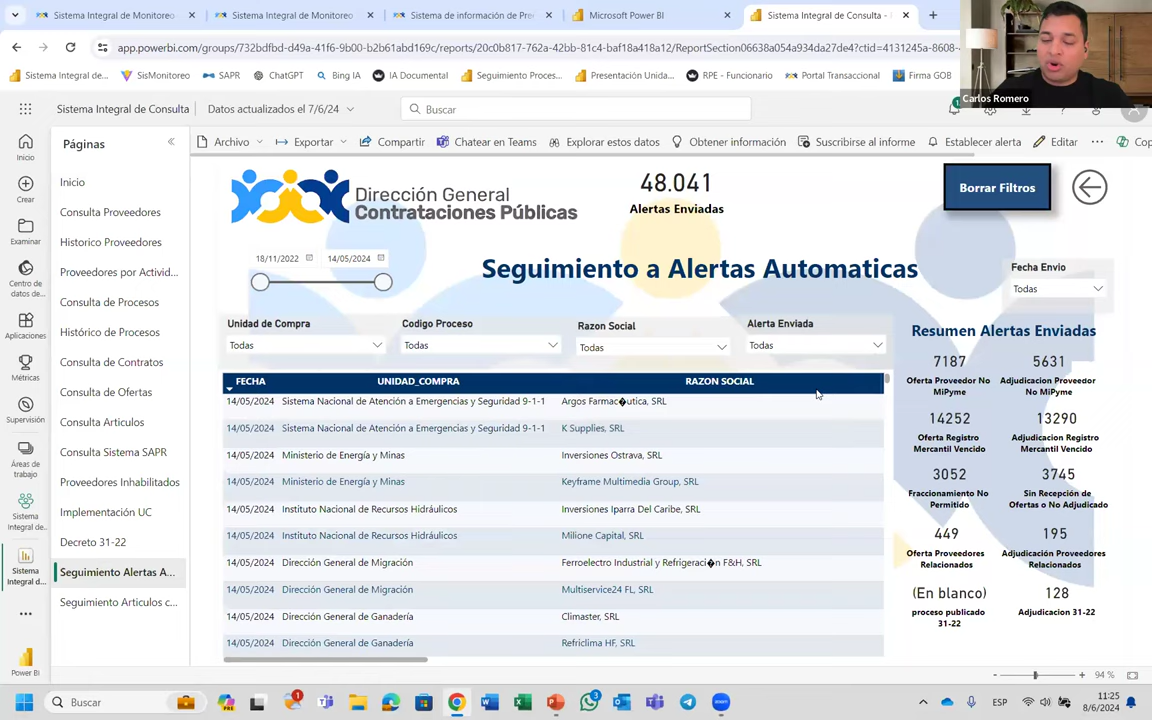 Sistema Integral de Monitoreo
Sistema Integral de Monitoreo
Sistema de información de Pre
Microsoft Power BI
Sistema Integral de Consulta -
app.powerbi.com/groups/732bdfbd-d49a-41f6-9b00-b2b61abd169c/reports/20c0b817-762a-42bb-81c4-baf18a418a12/ReportSection06638a054a934da27de4?ctid=4131245a-8608-
Sistema Integral de...
SisMonitoreo
SAPR
ChatGPT
Bing IA
IA Documental
Seguimiento Proces...
Presentación Unida...
RPE - Funcionario
Portal Transaccional
Firma GOB
Carlos Romero
Sistema Integral de Consulta
Datos actualizados el 7/6/24
Buscar
1
Páginas
Archivo
Exportar
Compartir
Chatear en Teams
Explorar estos datos
Obtener información
Suscribirse al informe
Establecer alerta
Editar
Cop
Inicio
Crear
Examinar
Centro de datos de...
Aplicaciones
Métricas
Supervisión
Áreas de trabajo
Sistema Integral de...
Sistema Integral d...
Power BI
Inicio
Consulta Proveedores
Historico Proveedores
Proveedores por Activid...
Consulta de Procesos
Histórico de Procesos
Consulta de Contratos
Consulta de Ofertas
Consulta Articulos
Consulta Sistema SAPR
Proveedores Inhabilitados
Implementación UC
Decreto 31-22
Seguimiento Alertas A...
Seguimiento Articulos c...
Dirección General
Contrataciones Públicas
48.041
Alertas Enviadas
Borrar Filtros
18/11/2022
14/05/2024
Seguimiento a Alertas Automaticas
Fecha Envio
Todas
Unidad de Compra
Todas
Codigo Proceso
Todas
Razon Social
Todas
Alerta Enviada
Todas
FECHA UNIDAD_COMPRA RAZON SOCIAL
14/05/2024 Sistema Nacional de Atención a Emergencias y Seguridad 9-1-1 Argos Farmac�utica, SRL
14/05/2024 Sistema Nacional de Atención a Emergencias y Seguridad 9-1-1 K Supplies, SRL
14/05/2024 Ministerio de Energía y Minas Inversiones Ostrava, SRL
14/05/2024 Ministerio de Energía y Minas Keyframe Multimedia Group, SRL
14/05/2024 Instituto Nacional de Recursos Hidráulicos Inversiones Iparra Del Caribe, SRL
14/05/2024 Instituto Nacional de Recursos Hidráulicos Milione Capital, SRL
14/05/2024 Dirección General de Migración Ferroelectro Industrial y Refrigeraci�n F&H, SRL
14/05/2024 Dirección General de Migración Multiservice24 FL, SRL
14/05/2024 Dirección General de Ganadería Climaster, SRL
14/05/2024 Dirección General de Ganadería Refriclima HF, SRL
Resumen Alertas Enviadas
7187
Oferta Proveedor No
MiPyme
5631
Adjudicacion Proveedor
No MiPyme
14252
Oferta Registro
Mercantil Vencido
13290
Adjudicacion Registro
Mercantil Vencido
3052
Fraccionamiento No
Permitido
3745
Sin Recepción de
Ofertas o No Adjudicado
449
Oferta Proveedores
Relacionados
195
Adjudicación Proveedores
Relacionados
(En blanco)
proceso publicado
31-22
128
Adjudicacion 31-22
94 %
Buscar
1
3
ESP
11:25
8/6/2024